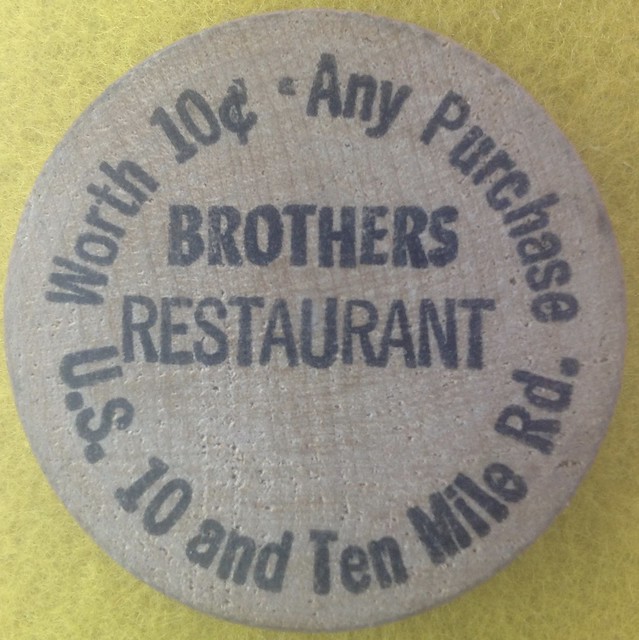 Worth 10¢ - Any Purchase
BROTHERS
RESTAURANT
U.S. 10 and Ten Mile Rd.